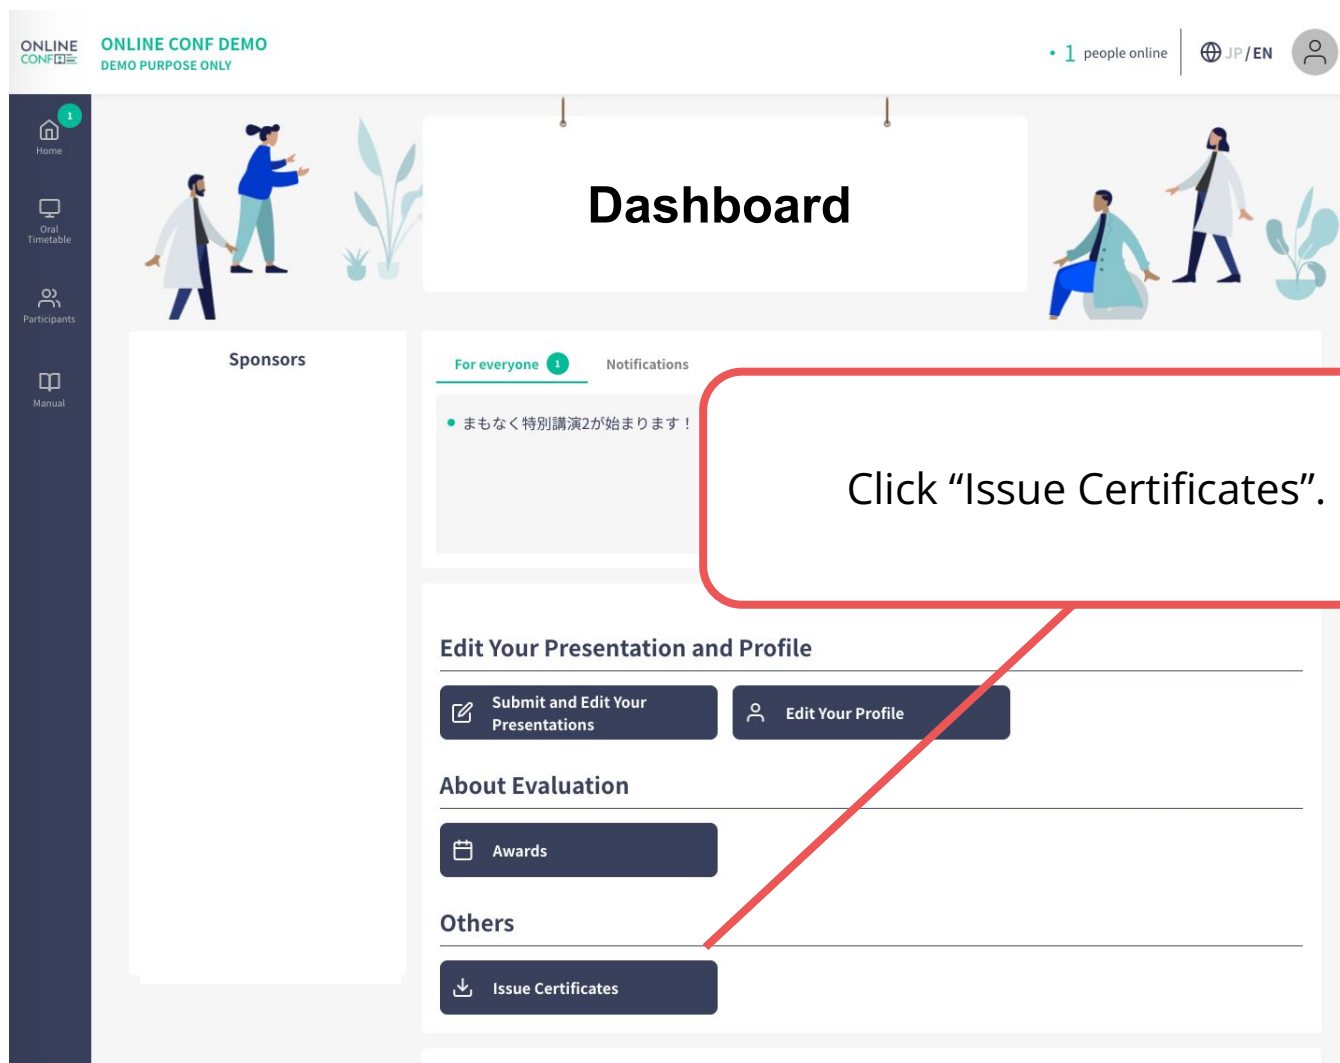 ONLINE
CONF
ONLINE CONF DEMO
DEMO PURPOSE ONLY
1 people online
JP/EN
1
Home
Oral
Timetable
Participants
Manual
Dashboard
Sponsors
For everyone 1
Notifications
まもなく特別講演2が始まります！
Click “Issue Certificates”.
Edit Your Presentation and Profile
Submit and Edit Your
Presentations
Edit Your Profile
About Evaluation
Awards
Others
Issue Certificates